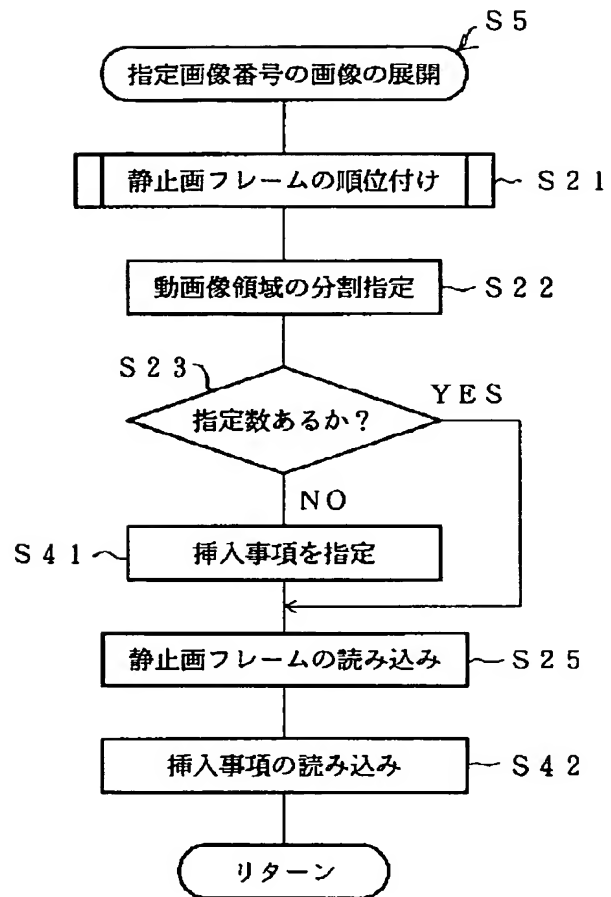 S5
指定画像番号の画像の展開
静止画フレームの順位付け
S21
動画像領域の分割指定
S22
S23
指定数あるか？
YES
NO
S41
挿入事項を指定
静止画フレームの読み込み
S25
挿入事項の読み込み
S42
リターン